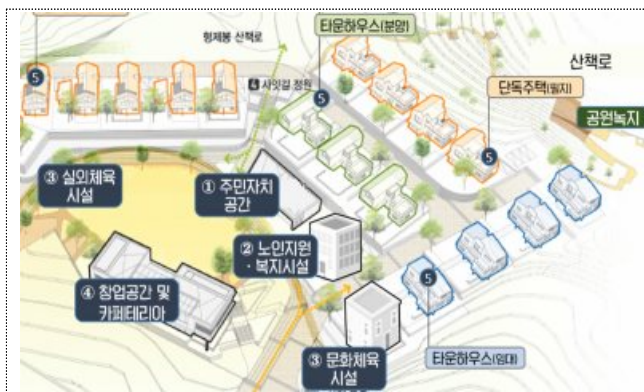 형제봉 산책로
타운하우스(분양)
산책로
5
④ 사잇길 정원
5
단독주택(필지)
공원녹지
5
③ 실외체육
시설
① 주민자치
공간
② 노인지원
· 복지시설
5
④ 창업공간 및
카페테리아
③ 문화체육
시설
타운하우스(임대)